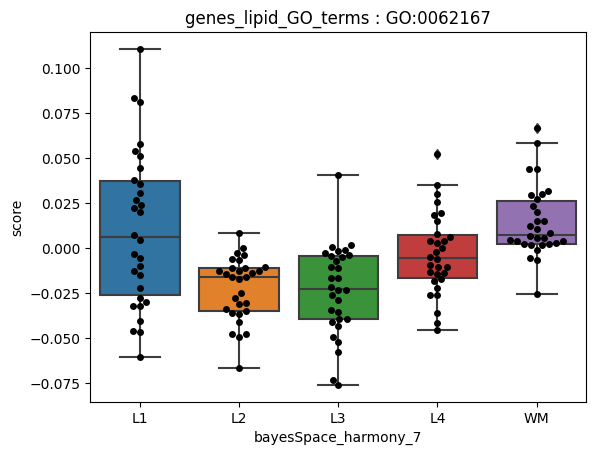 genes_lipid_GO_terms : GO:0062167
0.100
0.075
0.050
0.025
0.000
−0.025
−0.050
−0.075
score
L1 L2 L3 L4 WM
bayesSpace_harmony_7